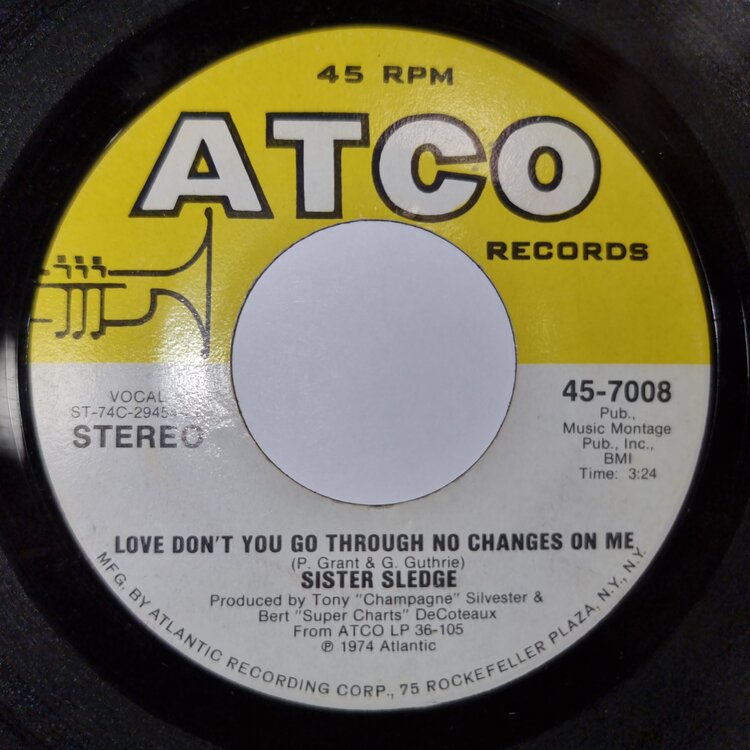 45 RPM
ATCO
RECORDS
VOCAL
STEREO
45-7008
Pub.,
Music Montage
Pub., Inc.,
BMI
Time: 3:24
LOVE DON'T YOU GO THROUGH NO CHANGES ON ME
(P. Grant & G. Guthrie)
SISTER SLEDGE
Produced by Tony "Champagne" Silvester &
Bert "Super Charts" DeCoteaux
From ATCO LP 36-105
℗ 1974 Atlantic
MFG. BY ATLANTIC RECORDING CORP., 75 ROCKEFELLER PLAZA, N.Y., N.Y.